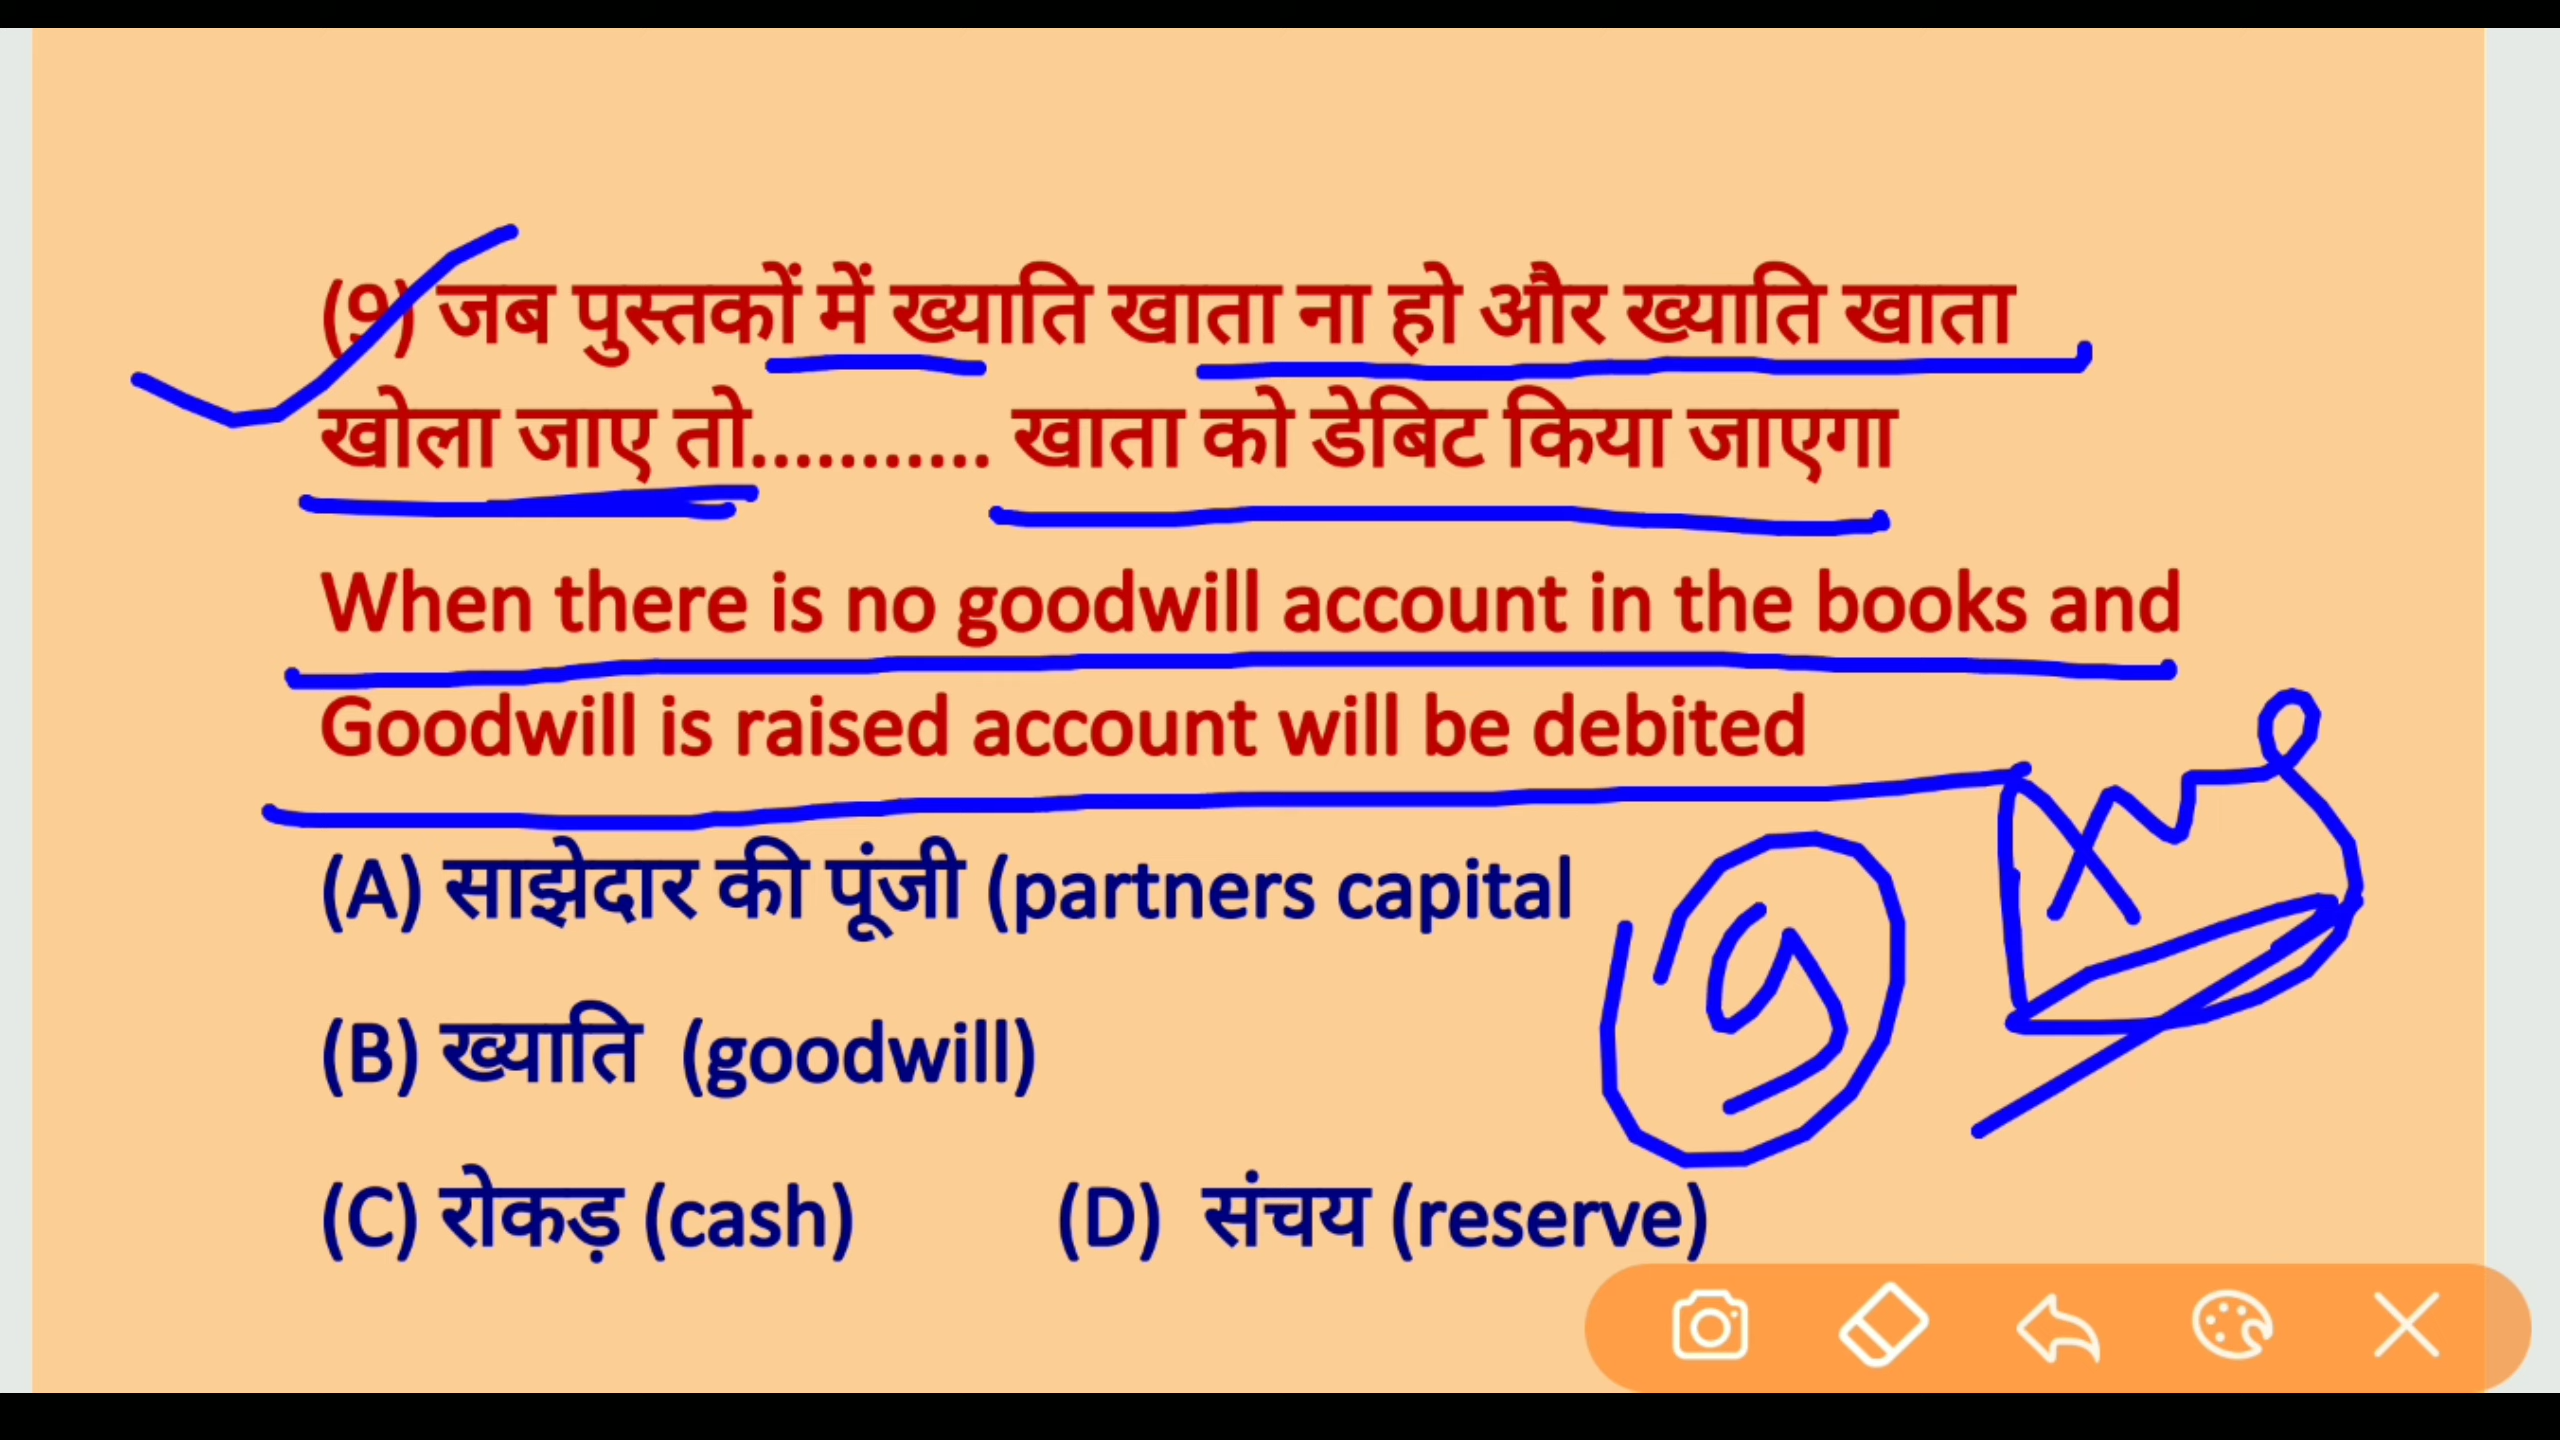 (9) जब पुस्तकों में ख्याति खाता ना हो और ख्याति खाता
खोला जाए तो........... खाता को डेबिट किया जाएगा
When there is no goodwill account in the books and
Goodwill is raised account will be debited
(A) साझेदार की पूंजी (partners capital
(B) ख्याति (goodwill)
(C) रोकड़ (cash) (D) संचय (reserve)